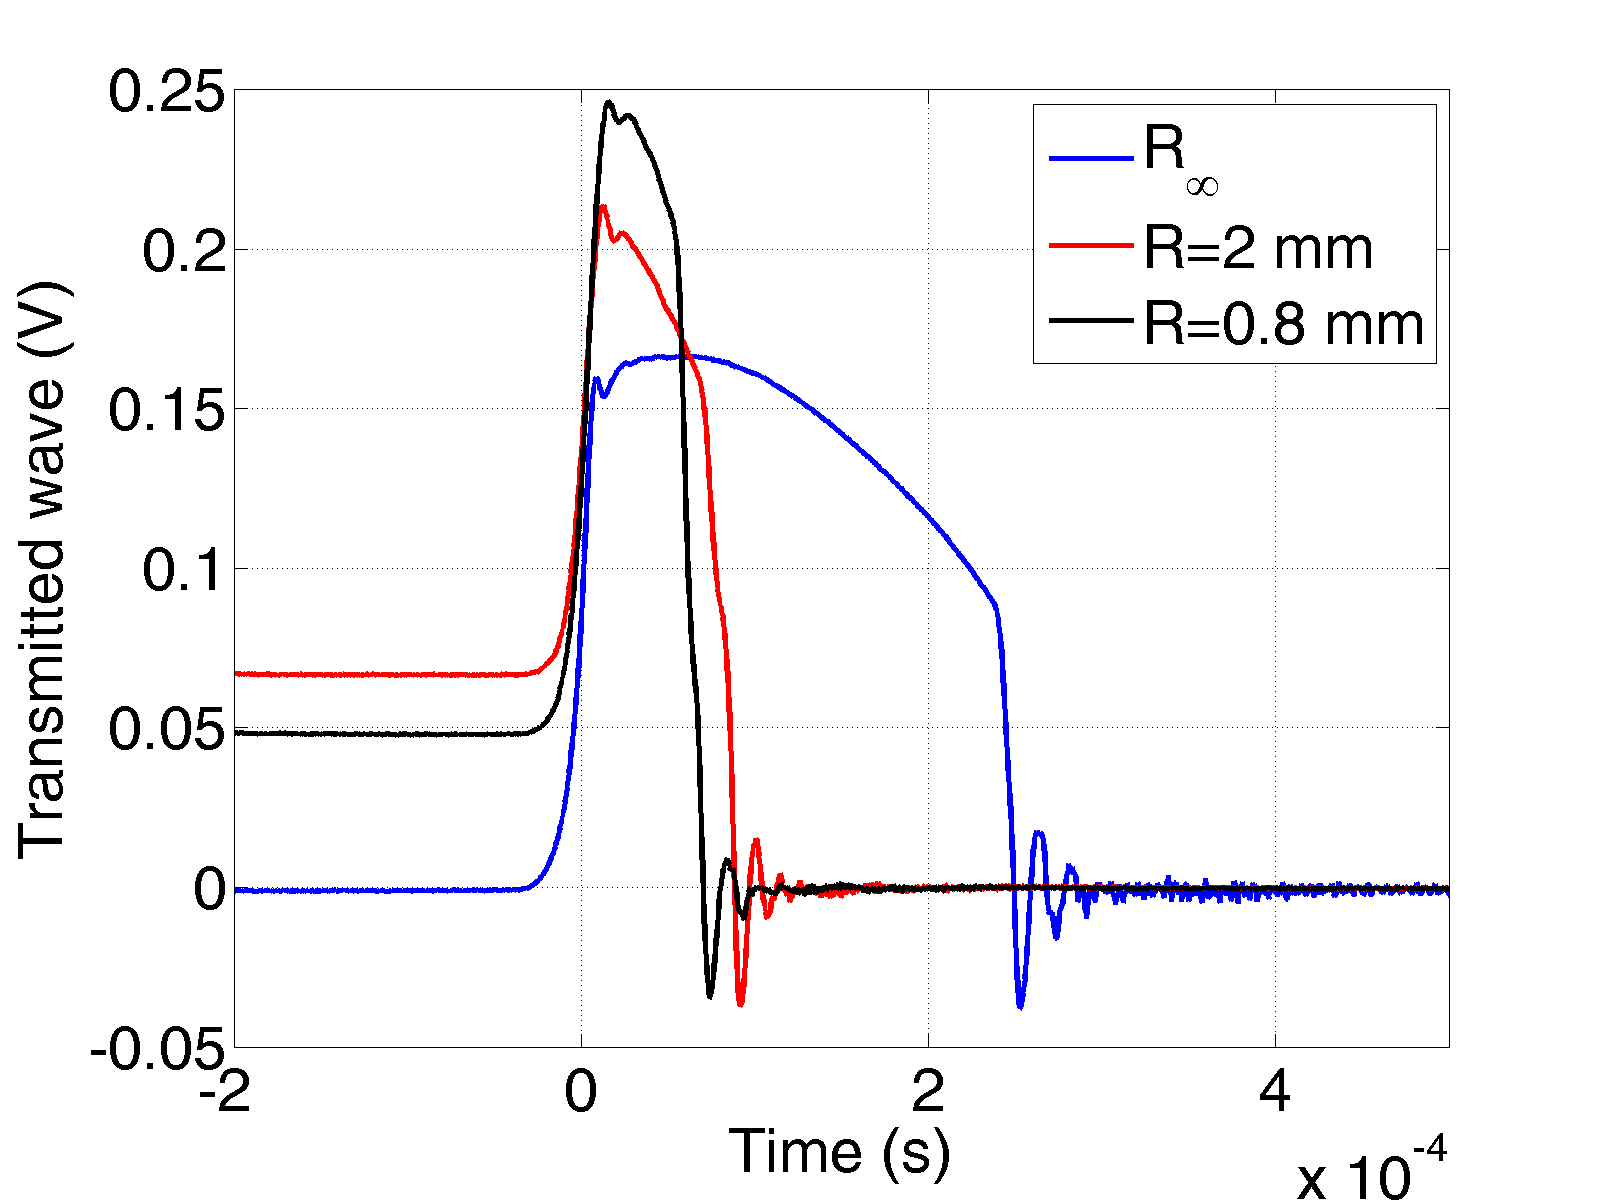 0.25
0.2
0.15
0.1
0.05
0
-0.05
-2
0
2
4
x 10-4
Time (s)
Transmitted wave (V)
R∞
R=2 mm
R=0.8 mm